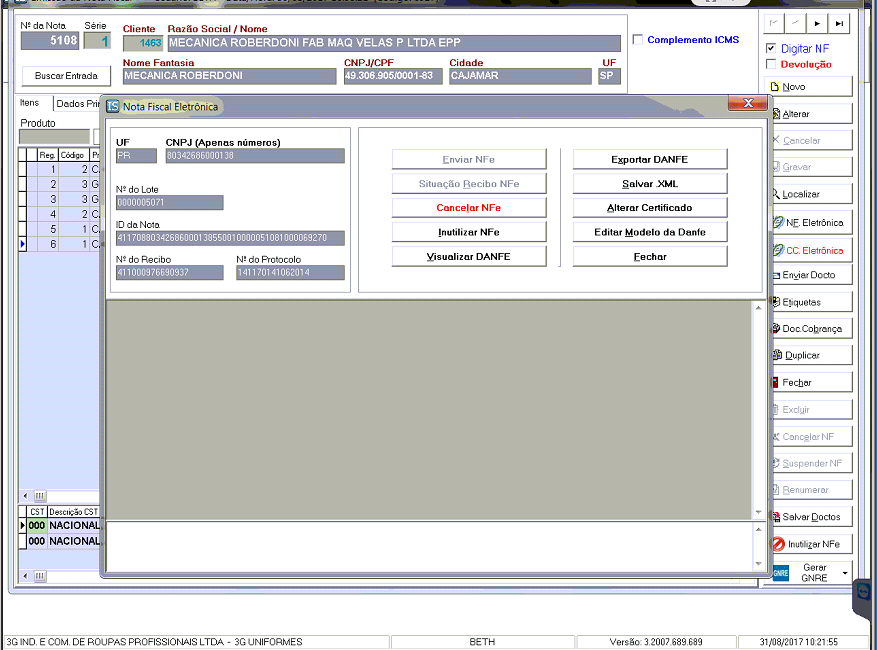 Nº da Nota
Série
5108
1
Cliente
Razão Social / Nome
1463
MECANICA ROBERDONI FAB MAQ VELAS P LTDA EPP
Complemento ICMS
Digitar NF
Devolução
Buscar Entrada
Nome Fantasia
CNPJ/CPF
Cidade
UF
MECANICA ROBERDONI
49.306.905/0001-83
CAJAMAR
SP
Itens
Dados Prin
Produto
Reg.
Código
1
2
2
3
3
3
4
2
5
1
6
1
CST
Descrição CST
000
NACIONAL
000
NACIONAL
Nota Fiscal Eletrônica
UF
CNPJ (Apenas números)
PR
80342686000138
Nº do Lote
0000005071
ID da Nota
4117080342686000138550010000051081000069270
Nº do Recibo
Nº do Protocolo
411000976690937
141170141062014
Enviar NFe
Situação Recibo NFe
Cancelar NFe
Inutilizar NFe
Visualizar DANFE
Exportar DANFE
Salvar .XML
Alterar Certificado
Editar Modelo da Danfe
Fechar
Novo
Alterar
Cancelar
Gravar
Localizar
NF. Eletrônica
CC. Eletrônica
Enviar Docto
Etiquetas
Doc.Cobrança
Duplicar
Fechar
Excluir
Cancelar NF
Suspender NF
Renumerar
Salvar Doctos
Inutilizar NFe
GNRE
Gerar
GNRE
3G IND. E COM. DE ROUPAS PROFISSIONAIS LTDA - 3G UNIFORMES
BETH
Versão: 3.2007.689.689
31/08/2017 10:21:55